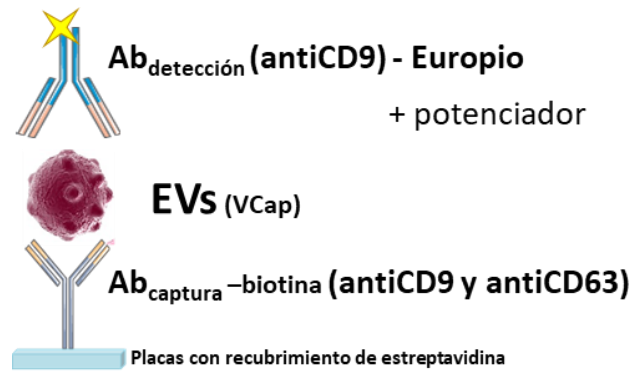 Abdetección (antiCD9) - Europio
+ potenciador
EVs (VCap)
Abcaptura –biotina (antiCD9 y antiCD63)
Placas con recubrimiento de estreptavidina